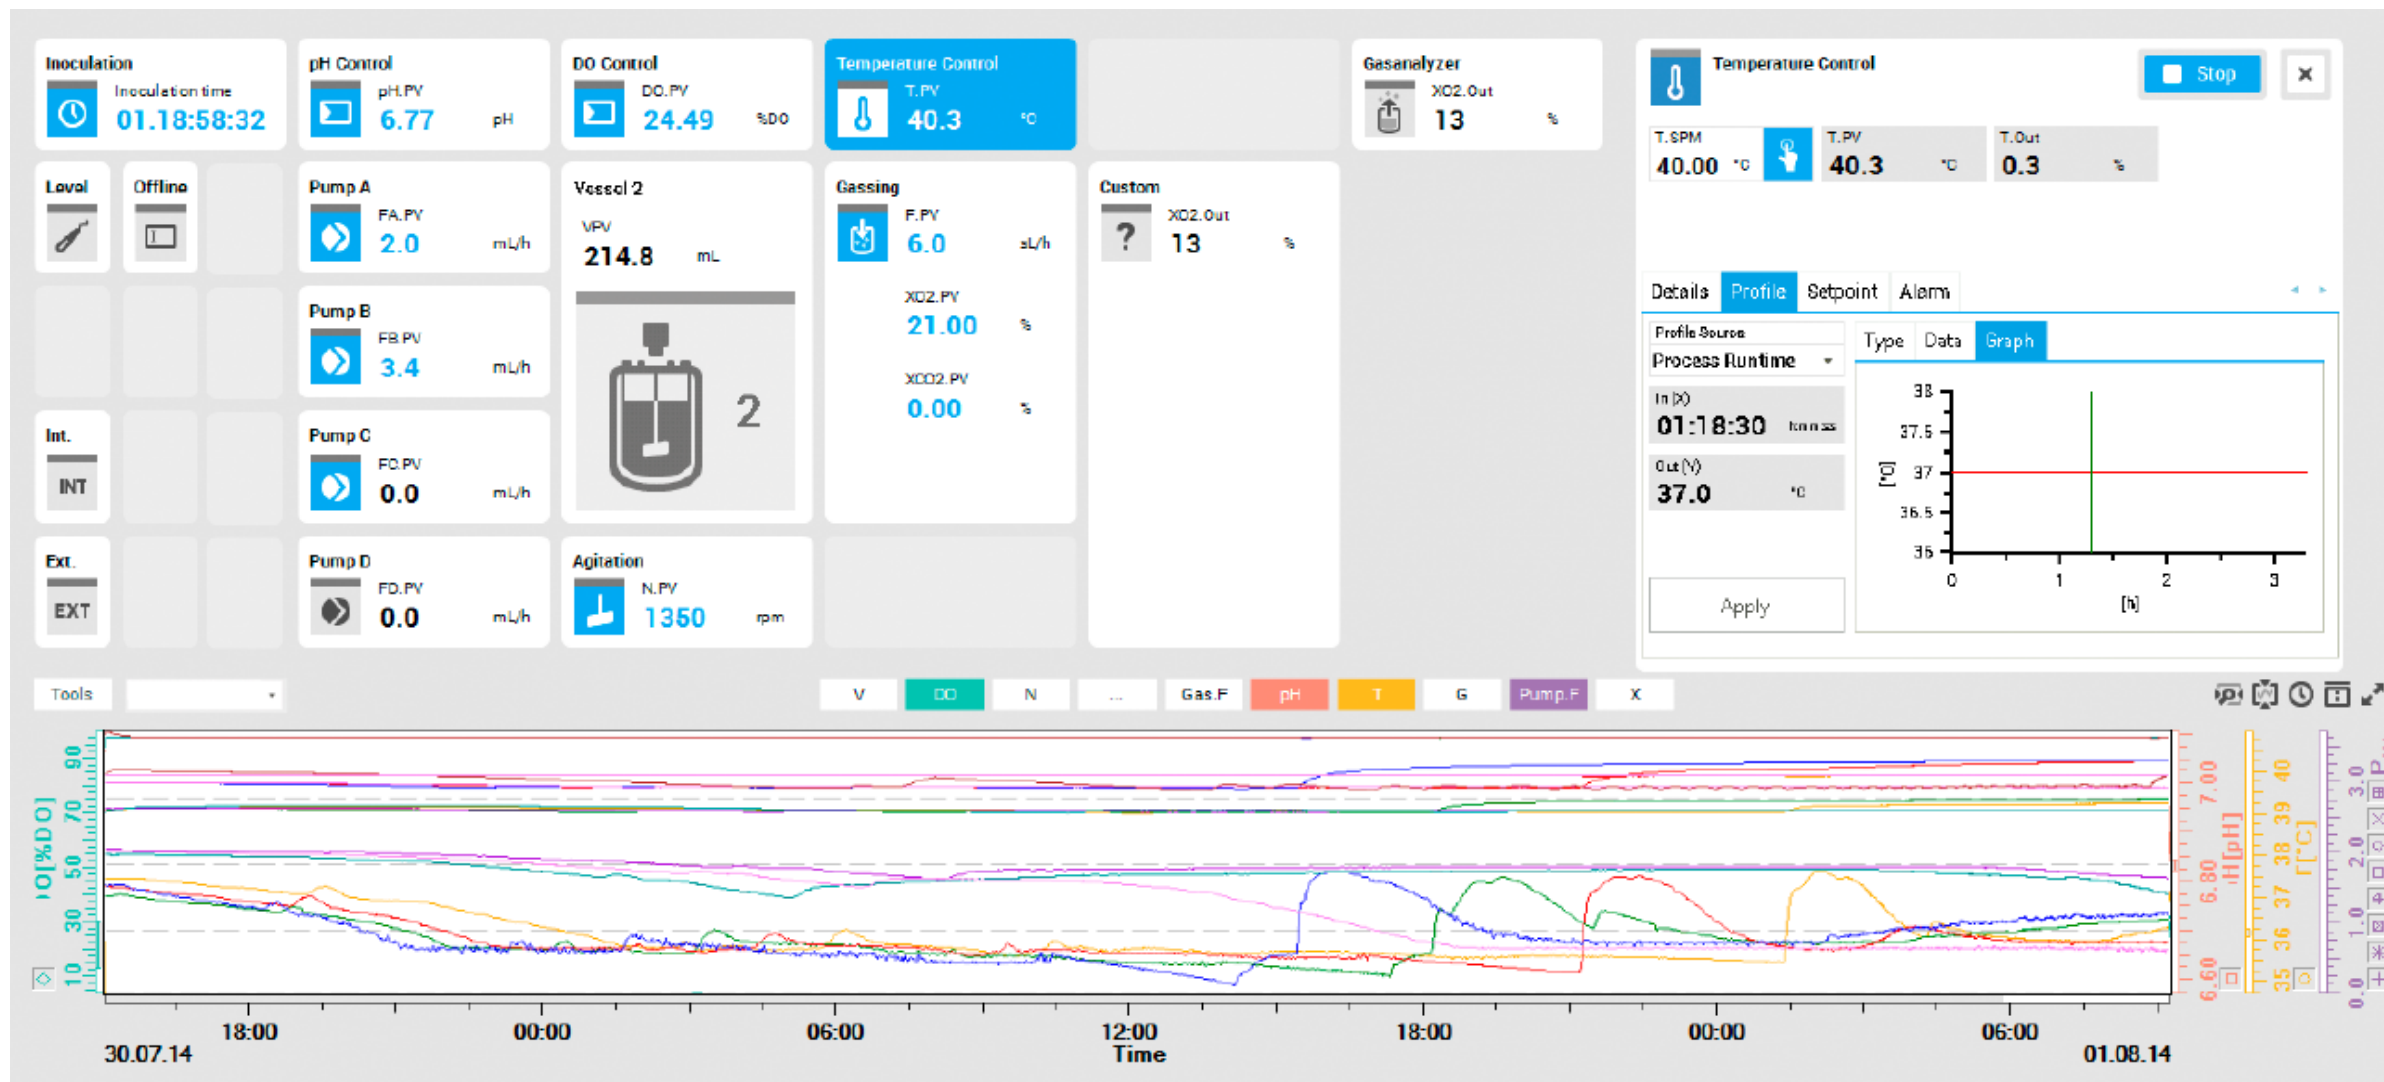 Inoculation
Inoculation time
01.18:58:32
pH Control
pH.PV
6.77 pH
DO Control
DO.PV
24.49 %DO
Temperature Control
T.PV
40.3 °C
Gasanalyzer
XO2.Out
13 %
Level
Offline
Pump A
FA.PV
2.0 mL/h
Vessel 2
VPV
214.8 mL
2
Gassing
F.PV
6.0 sL/h
XO2.PV
21.00 %
XCO2.PV
0.00 %
Custom
?
XO2.Out
13 %
Pump B
FB.PV
3.4 mL/h
Int.
INT
Pump C
FC.PV
0.0 mL/h
Ext.
EXT
Pump D
FD.PV
0.0 mL/h
Agitation
N.PV
1350 rpm
Temperature Control
Stop
T.SPM
40.00 °C
T.PV
40.3 °C
T.Out
0.3 %
Details Profile Setpoint Alarm
Profile Source
Process Runtime
In (X)
01:18:30
Out (Y)
37.0 °C
Apply
Type Data Graph
38
37.5
37
36.5
36
0 1 2 3
[h]
Tools
V DO N ... Gas.F pH T G Pump.F X
90
70
50
30
10
O[%DO]
7.00
6.80
6.60
H[pH]
40
39
38
37
36
35
[°C]
3.0
2.0
1.0
0.0
P
18:00 00:00 06:00 12:00 18:00 00:00 06:00
30.07.14 Time 01.08.14